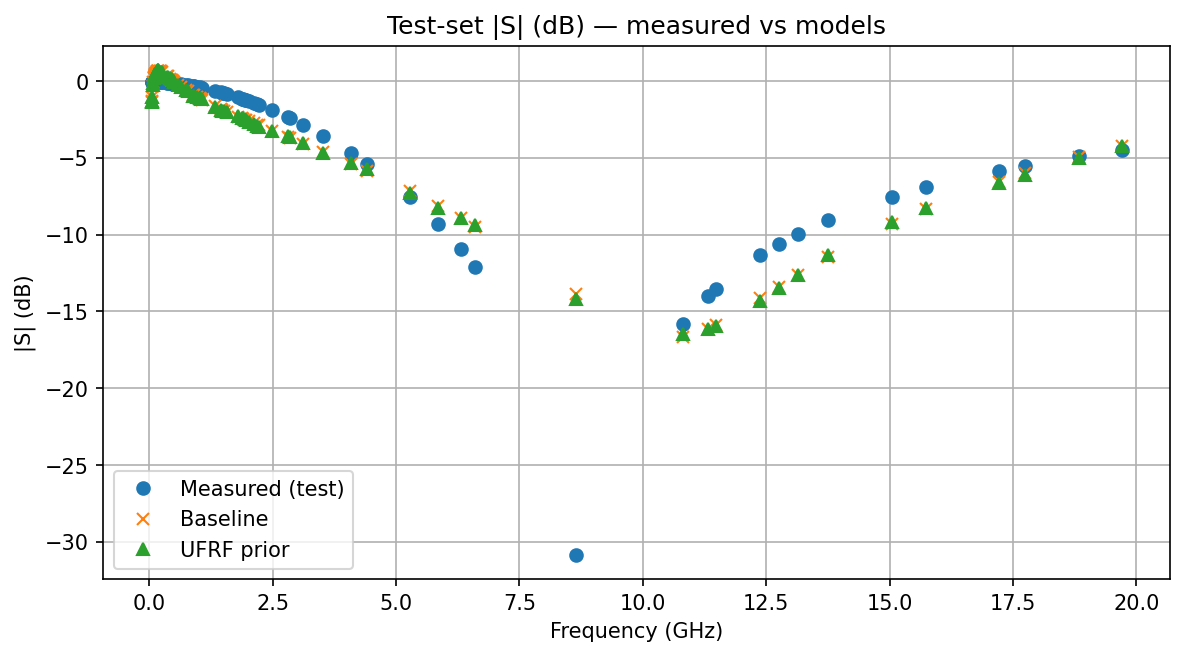 Test-set |S| (dB) — measured vs models
0
−5
−10
−15
−20
−25
−30
|S| (dB)
Measured (test)
Baseline
UFRF prior
0.0 2.5 5.0 7.5 10.0 12.5 15.0 17.5 20.0
Frequency (GHz)